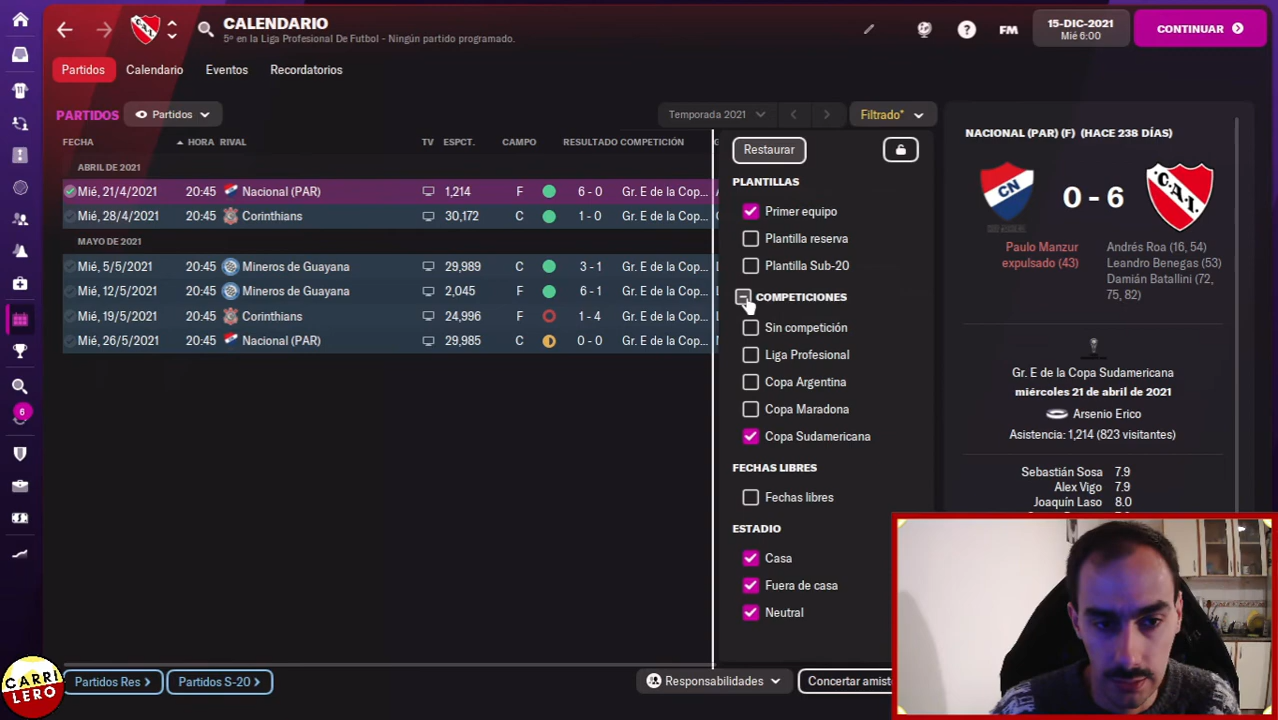 CALENDARIO
5º en la Liga Profesional De Futbol - Ningún partido programado.
FM
15-DIC-2021
Mié 6:00
CONTINUAR
Partidos
Calendario
Eventos
Recordatorios
PARTIDOS
Partidos
Temporada 2021
Filtrado*
FECHA HORA RIVAL TV ESPCT. CAMPO RESULTADO COMPETICIÓN
ABRIL DE 2021
Mié, 21/4/2021 20:45 Nacional (PAR) 1,214 F 6 - 0 Gr. E de la Cop...
Mié, 28/4/2021 20:45 Corinthians 30,172 C 1 - 0 Gr. E de la Cop...
MAYO DE 2021
Mié, 5/5/2021 20:45 Mineros de Guayana 29,989 C 3 - 1 Gr. E de la Cop...
Mié, 12/5/2021 20:45 Mineros de Guayana 2,045 F 6 - 1 Gr. E de la Cop...
Mié, 19/5/2021 20:45 Corinthians 24,996 F 1 - 4 Gr. E de la Cop...
Mié, 26/5/2021 20:45 Nacional (PAR) 29,985 C 0 - 0 Gr. E de la Cop...
Restaurar
PLANTILLAS
Primer equipo
Plantilla reserva
Plantilla Sub-20
COMPETICIONES
Sin competición
Liga Profesional
Copa Argentina
Copa Maradona
Copa Sudamericana
FECHAS LIBRES
Fechas libres
ESTADIO
Casa
Fuera de casa
Neutral
NACIONAL (PAR) (F) (HACE 238 DÍAS)
CN
C.A.I.
0 - 6
Paulo Manzur
expulsado (43)
Andrés Roa (16, 54)
Leandro Benegas (53)
Damián Batallini (72,
75, 82)
Gr. E de la Copa Sudamericana
miércoles 21 de abril de 2021
Arsenio Erico
Asistencia: 1,214 (823 visitantes)
Sebastián Sosa 7.9
Alex Vigo 7.9
Joaquín Laso 8.0
6
Partidos Res
Partidos S-20
Responsabilidades
Concertar amist
CARRI
LERO